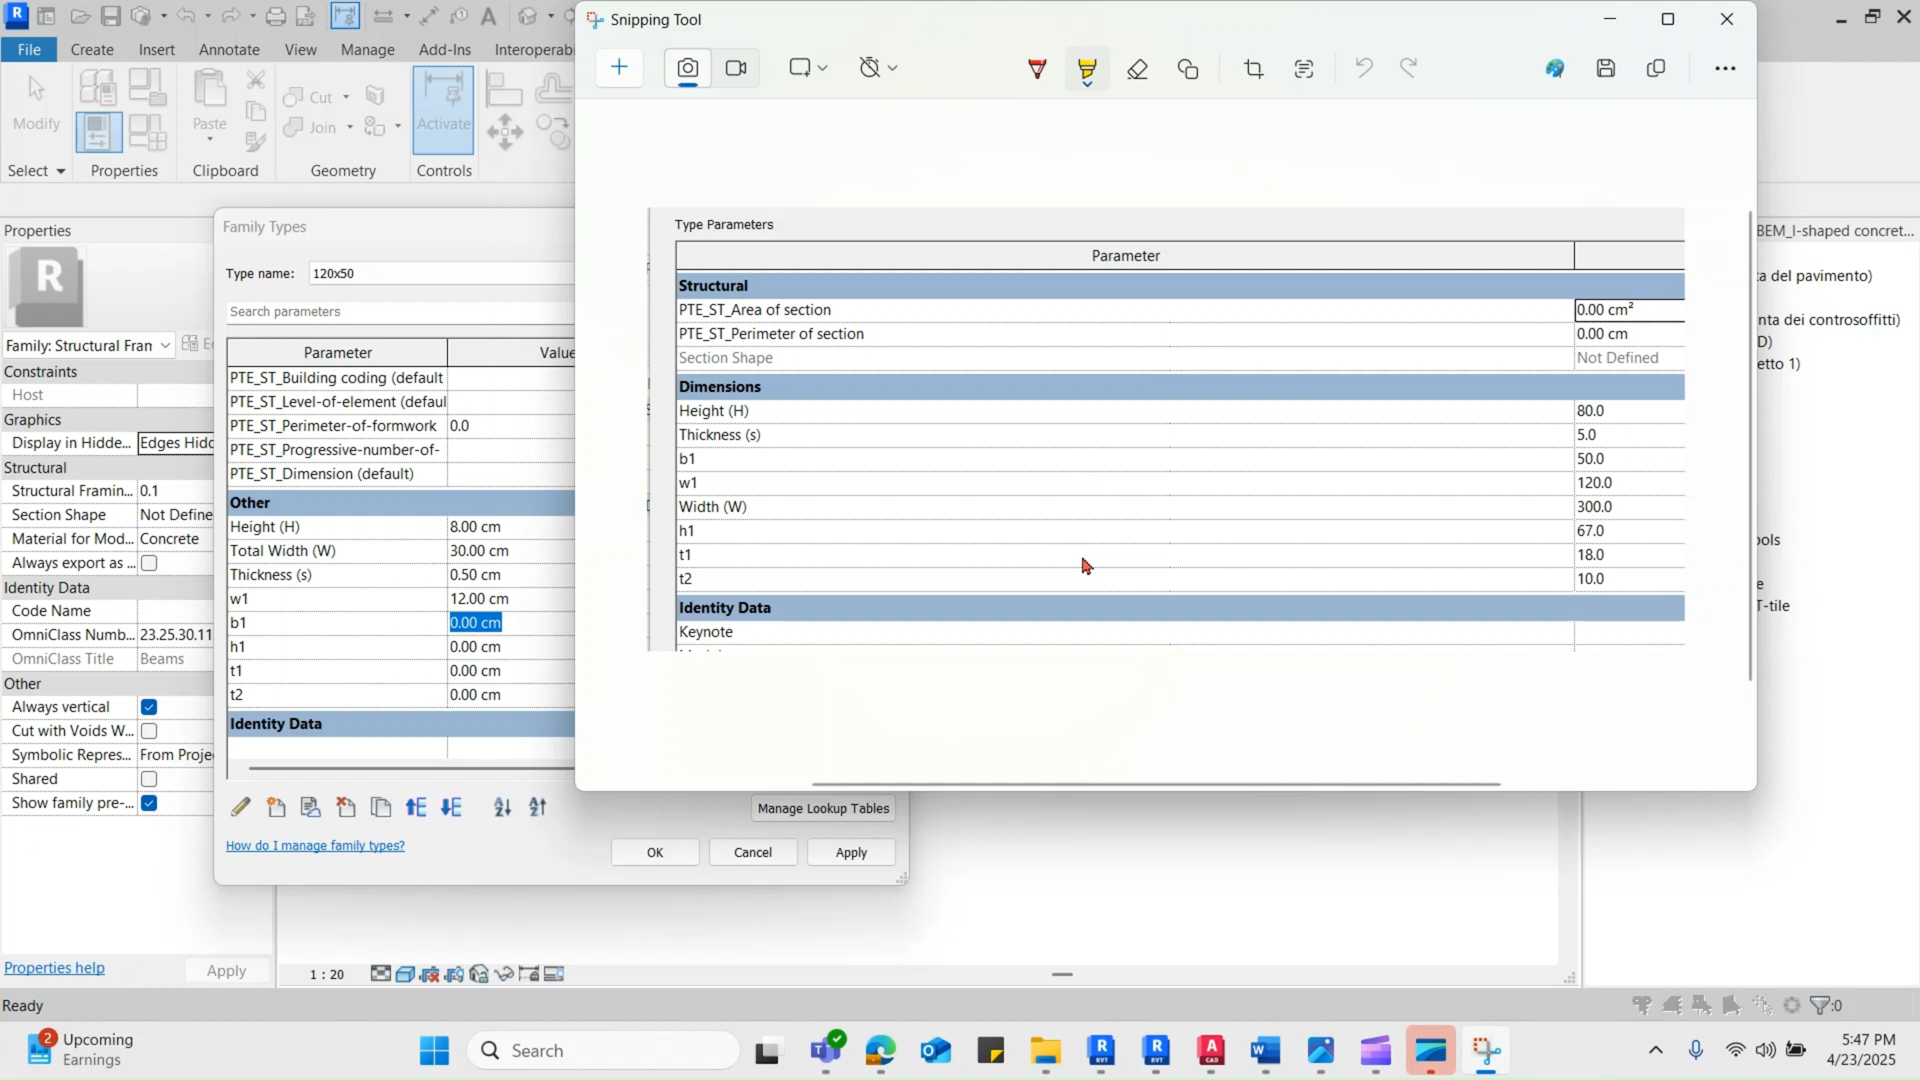 Snipping Tool
File
Create
Insert
Annotate
View
Manage
Add-Ins
Interoperabi
Modify
Cut
Join
Paste
Activate
Select
Properties
Clipboard
Geometry
Controls
Properties
Family: Structural Fran
Constraints
Host
Graphics
Display in Hidde... Edges Hidd
Structural
Structural Framin... 0.1
Section Shape Not Define
Material for Mod... Concrete
Always export as ...
Identity Data
Code Name
OmniClass Numb... 23.25.30.11
OmniClass Title Beams
Other
Always vertical
Cut with Voids W...
Symbolic Repres... From Proje
Shared
Show family pre-...
Properties help
Apply
Family Types
Type name: 120x50
Search parameters
Parameter Value
PTE_ST_Building coding (default
PTE_ST_Level-of-element (defaul
PTE_ST_Perimeter-of-formwork 0.0
PTE_ST_Progressive-number-of-
PTE_ST_Dimension (default)
Other
Height (H) 8.00 cm
Total Width (W) 30.00 cm
Thickness (s) 0.50 cm
w1 12.00 cm
b1 0.00 cm
h1 0.00 cm
t1 0.00 cm
t2 0.00 cm
Identity Data
Manage Lookup Tables
How do I manage family types?
OK
Cancel
Apply
Type Parameters
Parameter
Structural
PTE_ST_Area of section 0.00 cm²
PTE_ST_Perimeter of section 0.00 cm
Section Shape Not Defined
Dimensions
Height (H) 80.0
Thickness (s) 5.0
b1 50.0
w1 120.0
Width (W) 300.0
h1 67.0
t1 18.0
t2 10.0
Identity Data
Keynote
BEM_I-shaped concret...
a del pavimento)
nta dei controsoffitti)
D)
etto 1)
ools
e
T-tile
1 : 20
Ready
:0
2
Upcoming
Earnings
Search
5:47 PM
4/23/2025